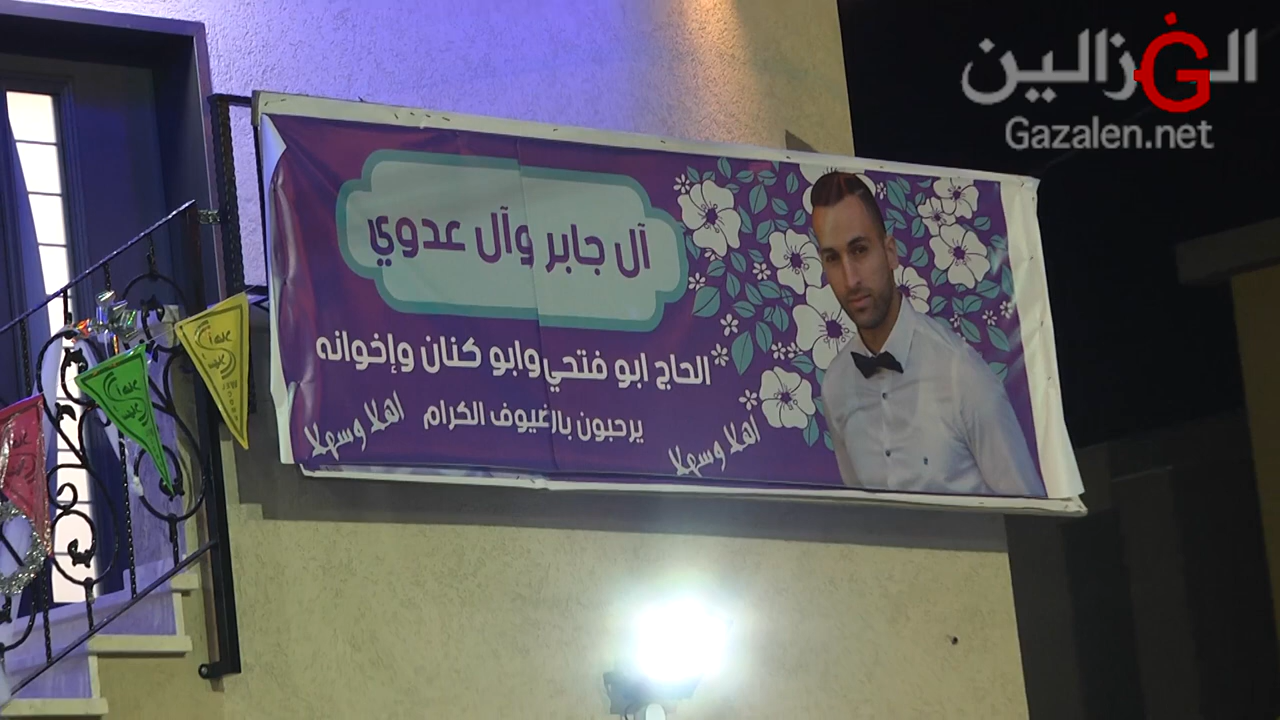 الغزالين
Gazalen.net
آل جابر وآل عدوي
الحاج ابو فتحي وابو كنان وإخوانه
يرحبون بالضيوف الكرام
اهلا وسهلا
اهلا وسهلا